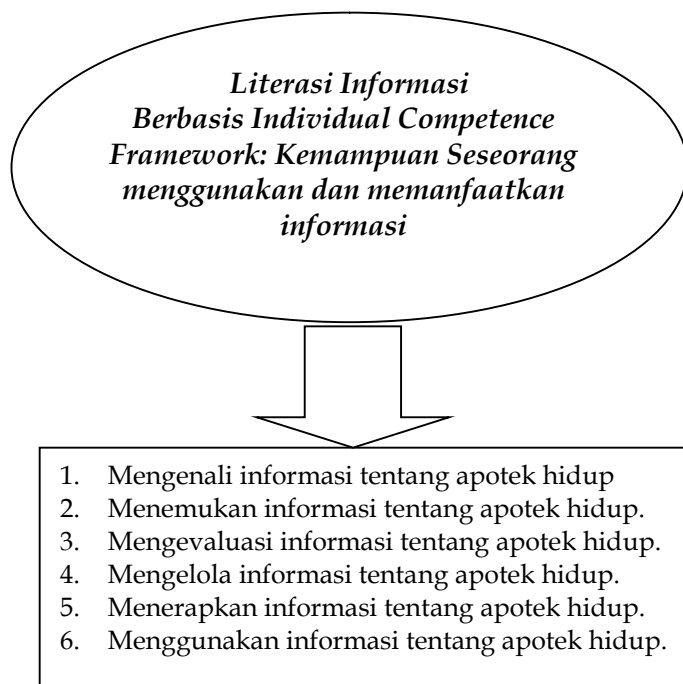 Literasi Informasi
Berbasis Individual Competence
Framework: Kemampuan Seseorang
menggunakan dan memanfaatkan
informasi
1. Mengenali informasi tentang apotek hidup
2. Menemukan informasi tentang apotek hidup.
3. Mengevaluasi informasi tentang apotek hidup.
4. Mengelola informasi tentang apotek hidup.
5. Menerapkan informasi tentang apotek hidup.
6. Menggunakan informasi tentang apotek hidup.